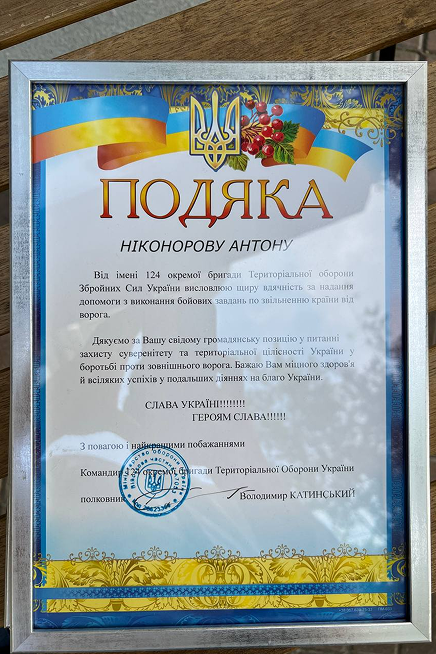 ПОДЯКА
НІКОНОРОВУ АНТОНУ
Від імені 124 окремої бригади Територіальної оборони
Збройних Сил України висловлюю щиру вдячність за надання
допомоги з виконання бойових завдань по звільненню країни від
ворога.
Дякуємо за Вашу свідому громадянську позицію у питанні
захисту суверенітету та територіальної цілісності України у
боротьбі проти зовнішнього ворога. Бажаю Вам міцного здоров'я
й всіляких успіхів у подальших діяннях на благо України.
СЛАВА УКРАЇНІ!!!!!!!!!
ГЕРОЯМ СЛАВА!!!!!!
З повагою і найкращими побажаннями
Командир 124 окремої бригади Територіальної Оборони України
полковник Володимир КАТИНСЬКИЙ
Міністерство оборони України